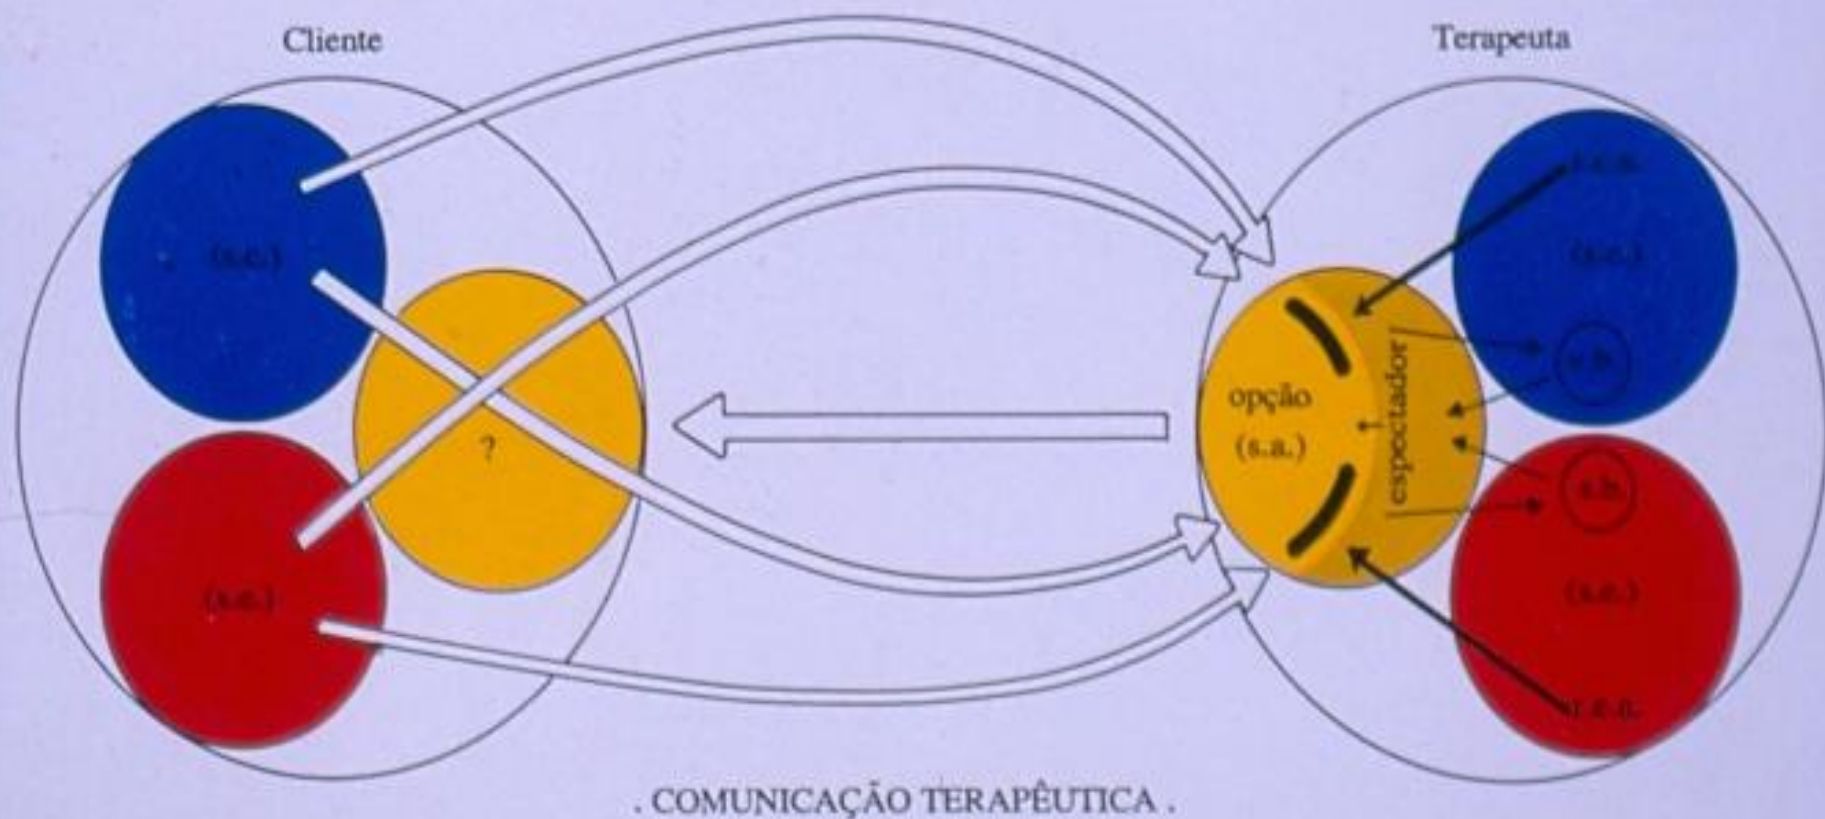 Cliente
Terapeuta
(s.e.)
(s.e.)
?
opção
(s.a.)
espectador
(s.e.)
s.b.
(s.e.)
. COMUNICAÇÃO TERAPÊUTICA .